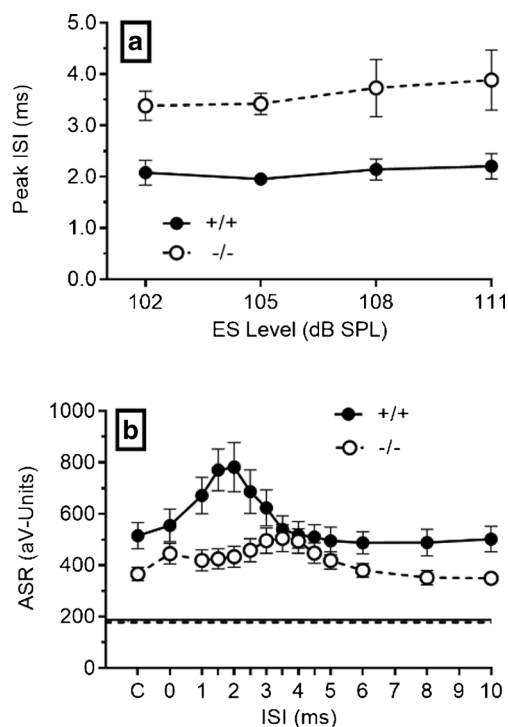 a
5.0
4.0
3.0
2.0
1.0
0.0
Peak ISI (ms)
+/+
-/-
102 105 108 111
ES Level (dB SPL)
b
1000
800
600
400
200
0
ASR (aV-Units)
+/+
-/-
C 0 1 2 3 4 5 6 7 8 9 10
ISI (ms)